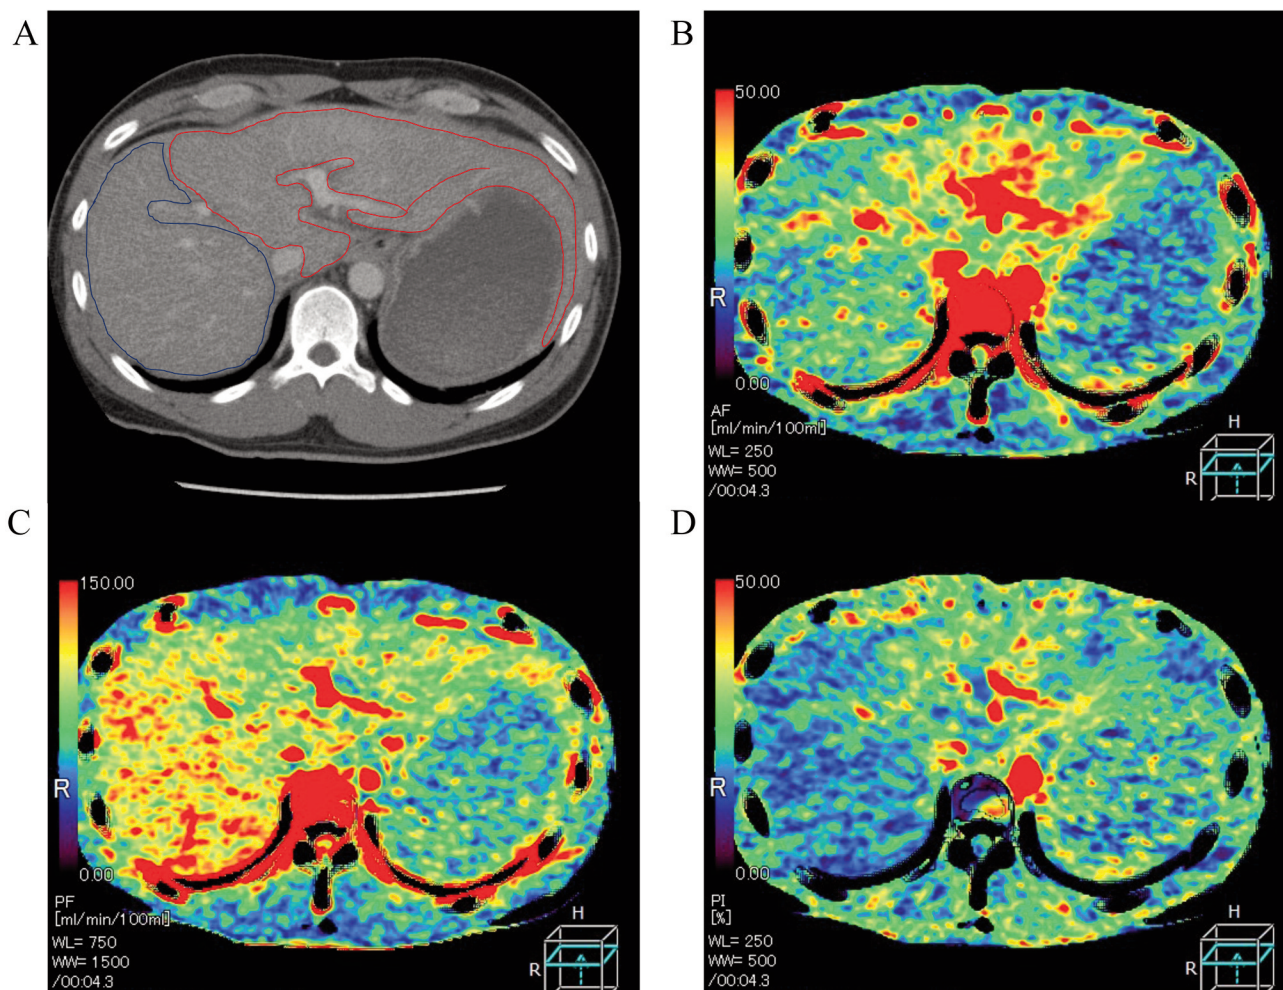 A
B
50.00
R
0.00
AF
[ml/min/100ml]
WL= 250
WW= 500
/00:04.3
H
R
C
150.00
R
0.00
PF
[ml/min/100ml]
WL= 750
WW= 1500
/00:04.3
H
R
D
50.00
R
0.00
PI
[%]
WL= 250
WW= 500
/00:04.3
H
R